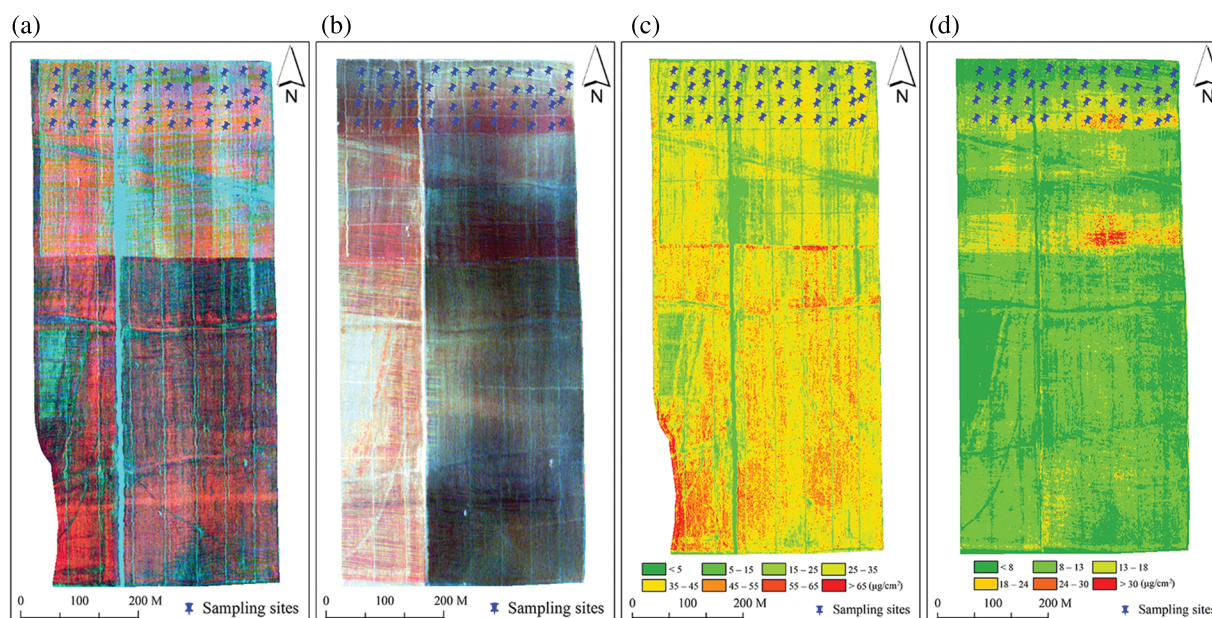 (a) (b) (c) (d)
N N N N
< 5 5 – 15 15 – 25 25 – 35
35 – 45 45 – 55 55 – 65 > 65 (µg/cm²)
< 8 8 – 13 13 – 18
18 – 24 24 – 30 > 30 (µg/cm²)
0 100 200 M Sampling sites
0 100 200 M Sampling sites
0 100 200 M Sampling sites
0 100 200 M Sampling sites